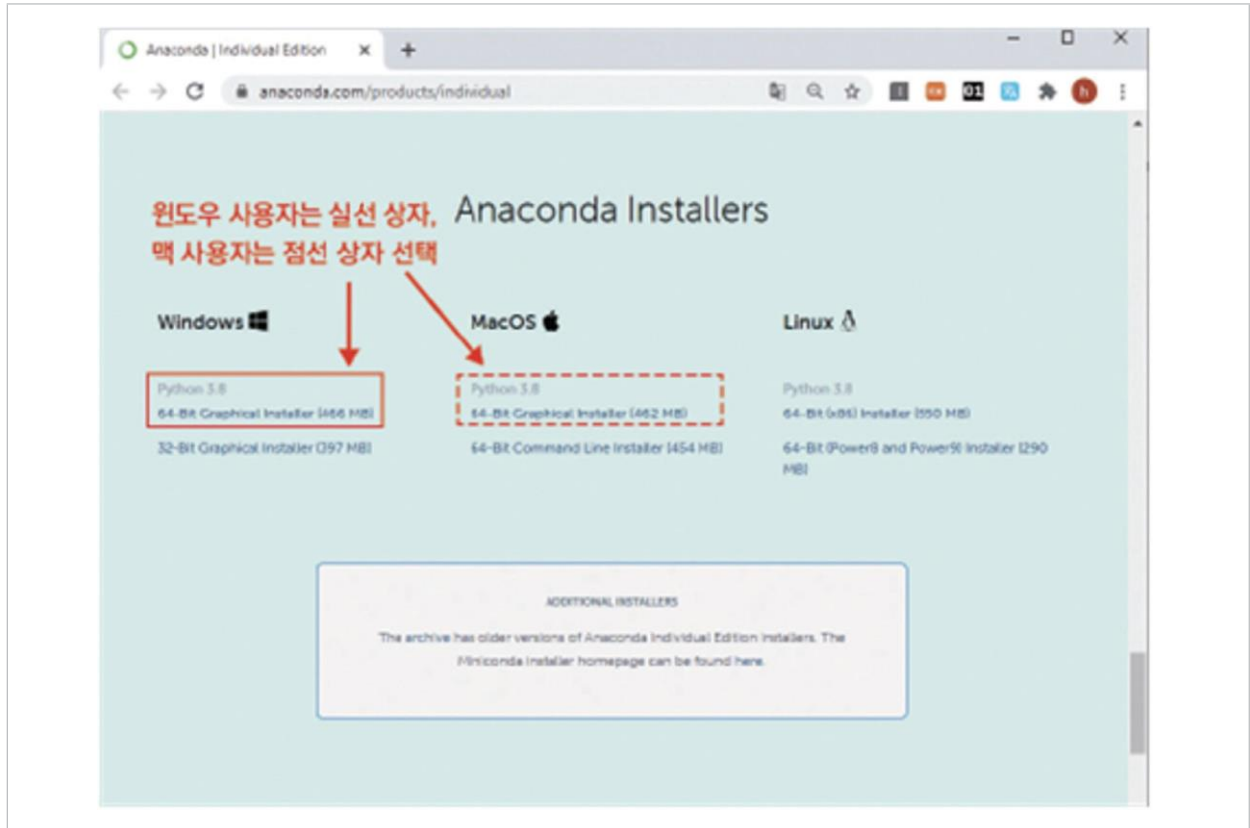 Anaconda | Individual Edition
anaconda.com/products/individual
01
h
윈도우 사용자는 실선 상자,
맥 사용자는 점선 상자 선택
Anaconda Installers
Windows
Python 3.8
64-Bit Graphical Installer (466 MB)
32-Bit Graphical Installer (397 MB)
MacOS
Python 3.8
64-Bit Graphical Installer (462 MB)
64-Bit Command Line Installer (454 MB)
Linux
Python 3.8
64-Bit (x86) Installer (550 MB)
64-Bit (Power8 and Power9) Installer (290
MB)
ADDITIONAL INSTALLERS
The archive has older versions of Anaconda Individual Edition installers. The
Miniconda installer homepage can be found here.